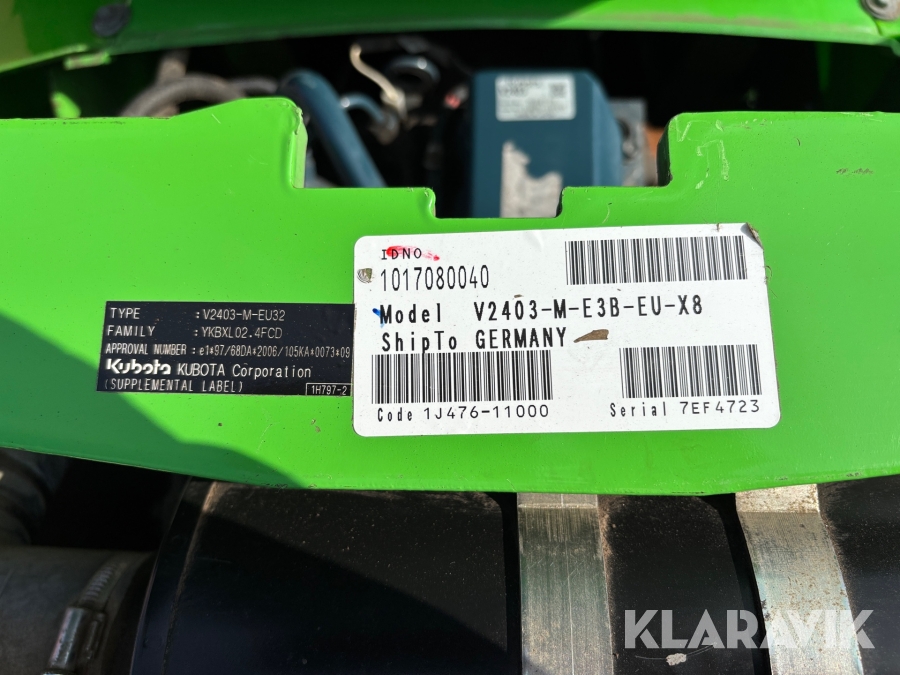 TYPE : V2403-M-EU32
FAMILY : YKBXL02.4FCD
APPROVAL NUMBER : e1*97/68DA*2006/105KA*0073*09
Kubota KUBOTA Corporation
(SUPPLEMENTAL LABEL) 1H797-2
IDNO
1017080040
Model V2403-M-E3B-EU-X8
ShipTo GERMANY
Code 1J476-11000 Serial 7EF4723
KLARAVIK